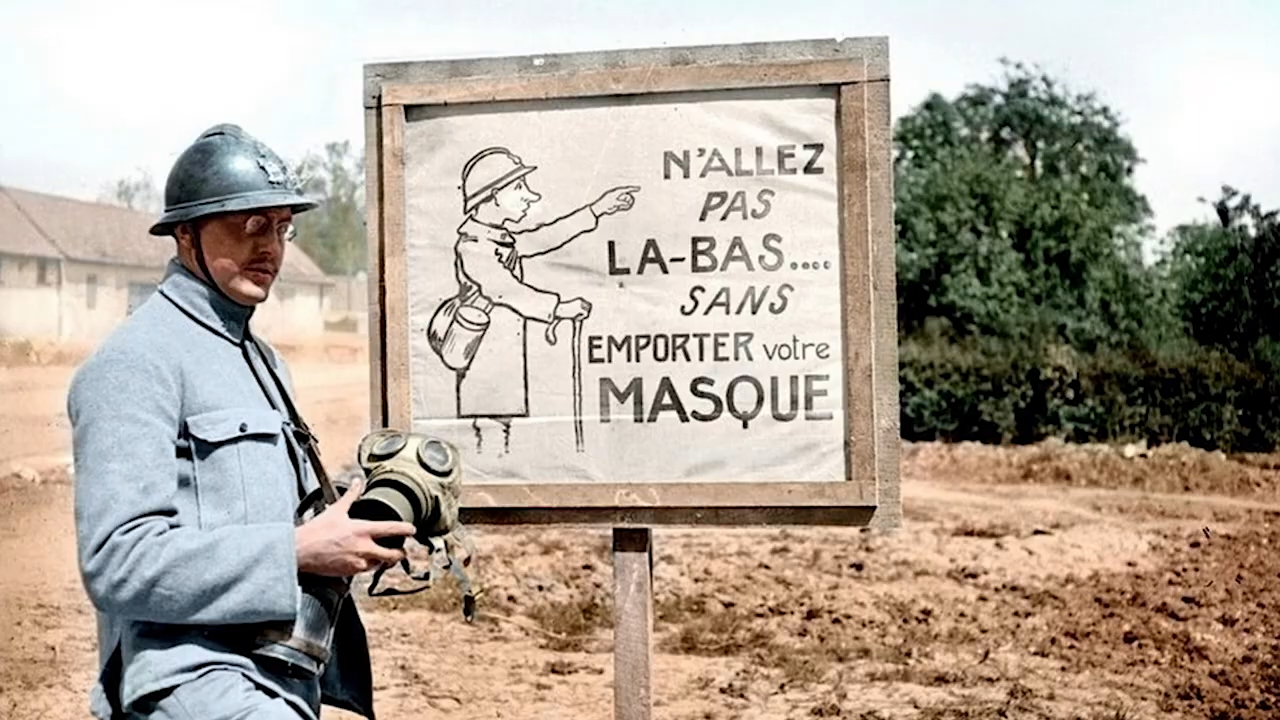 N'ALLEZ
PAS
LA-BAS....
SANS
EMPORTER votre
MASQUE